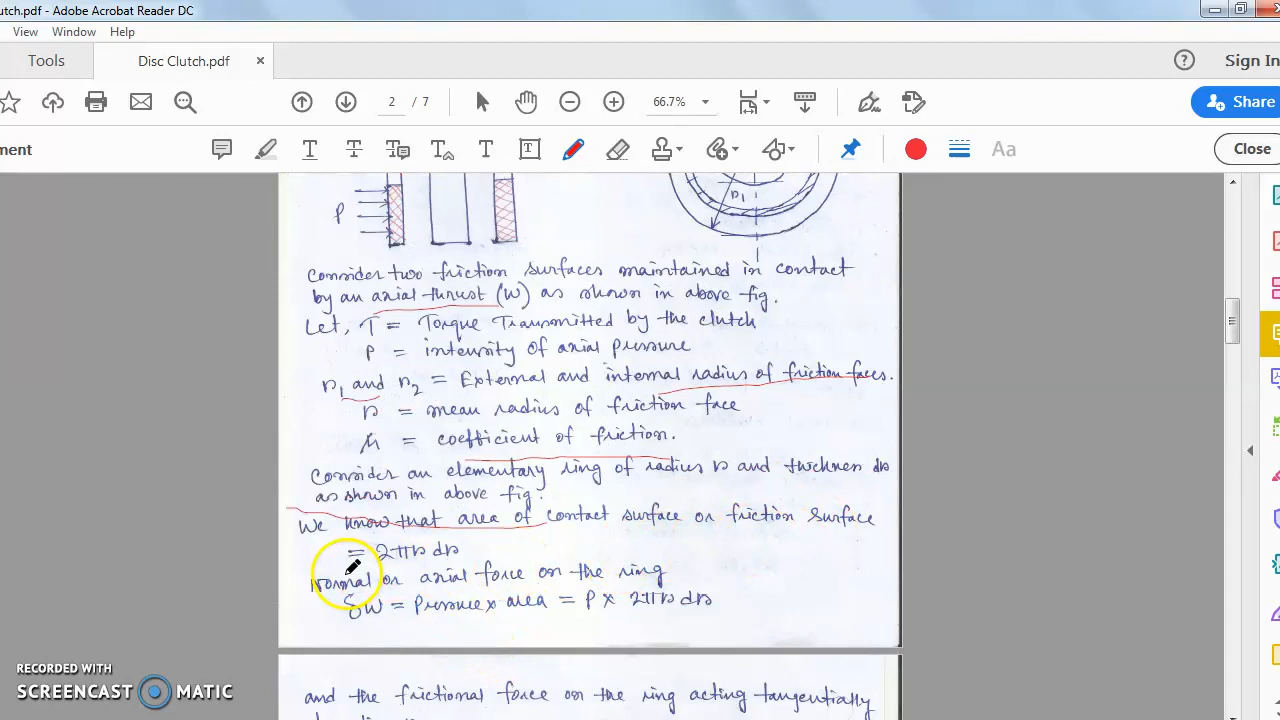 clutch.pdf - Adobe Acrobat Reader DC
View Window Help
Tools Disc Clutch.pdf × Sign In
2 / 7 66.7% Share
ment T T T T T Aa Close
P r1
Consider two friction surfaces maintained in contact
by an axial thrust (W) as shown in above fig.
Let, T = Torque Transmitted by the clutch
P = intensity of axial pressure
r1 and r2 = External and internal radius of friction faces.
r = mean radius of friction face
μ = coefficient of friction.
Consider an elementary ring of radius r and thickness dr
as shown in above fig.
We know that area of contact surface or friction surface
= 2πr dr
Normal or axial force on the ring
δW = Pressure x area = P x 2πr dr
and the frictional force on the ring acting tangentially
RECORDED WITH
SCREENCAST MATIC